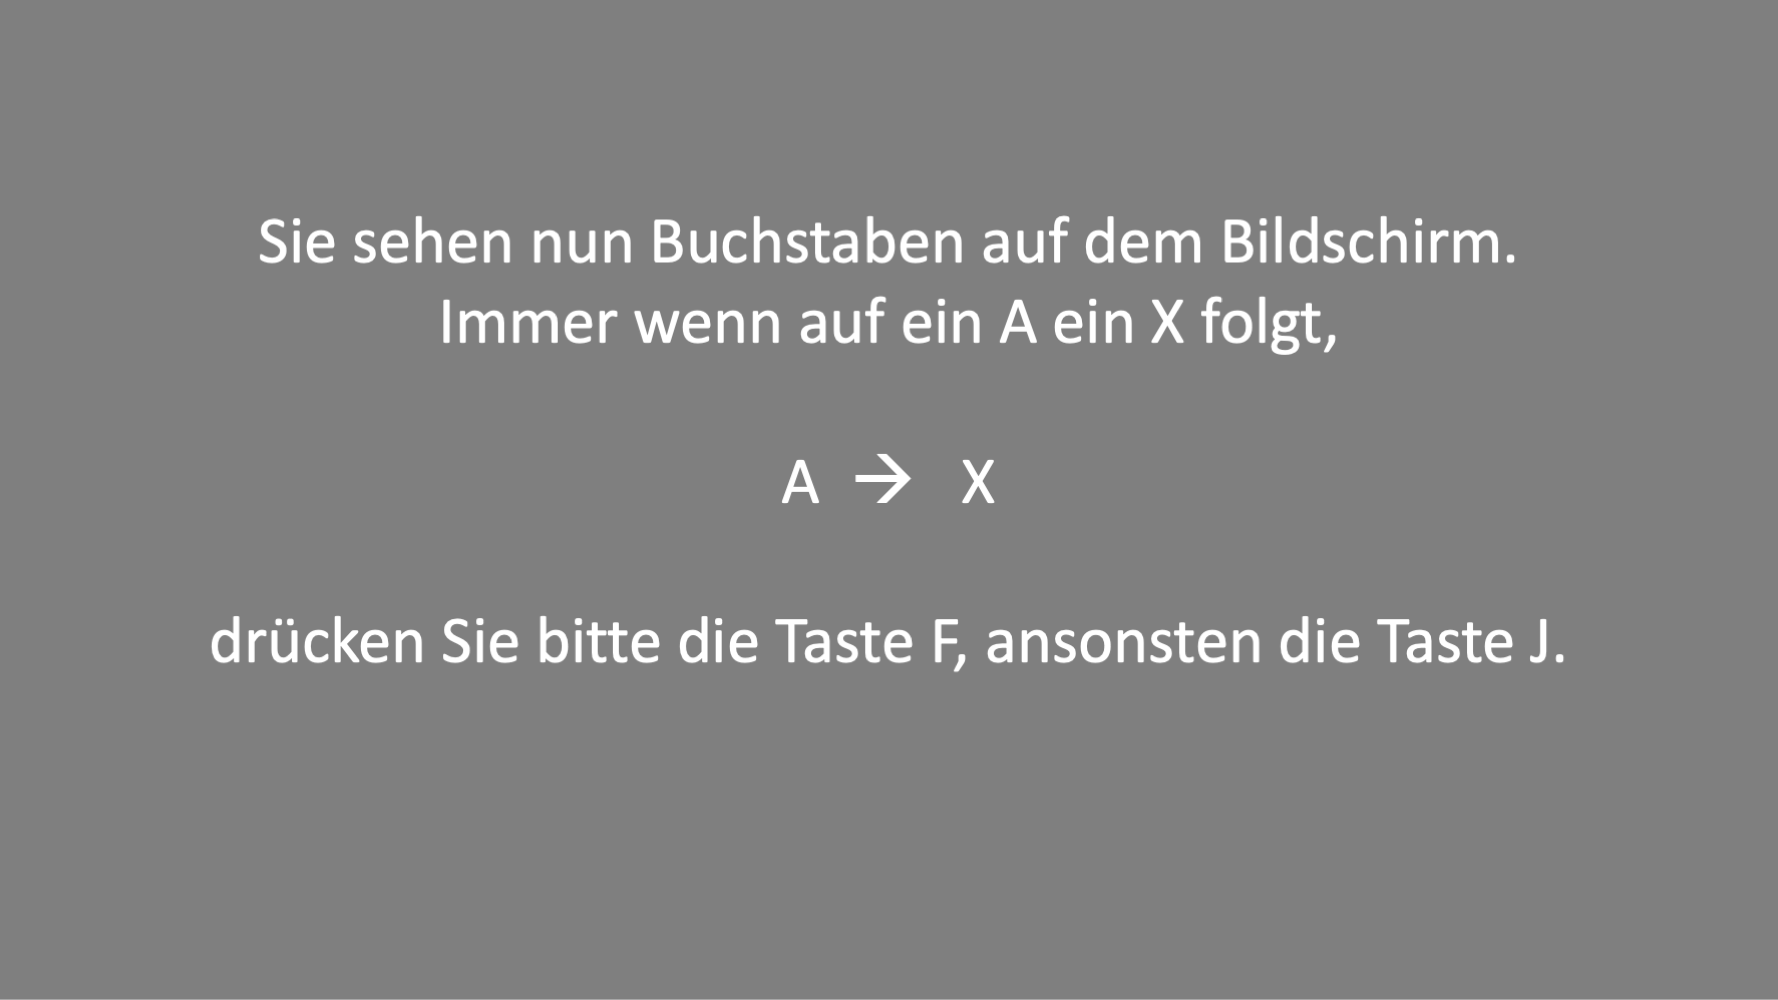 Sie sehen nun Buchstaben auf dem Bildschirm.
Immer wenn auf ein A ein X folgt,
A → X
drücken Sie bitte die Taste F, ansonsten die Taste J.